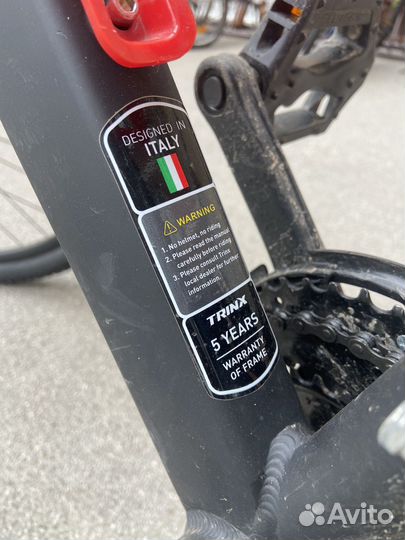 DESIGNED IN
ITALY
WARNING
1. No helmet, no riding
2. Please read the manual
carefully before riding
3. Please consult Trinx
local dealer for further
information.
TRINX
5 YEARS
WARRANTY
OF FRAME
Avito